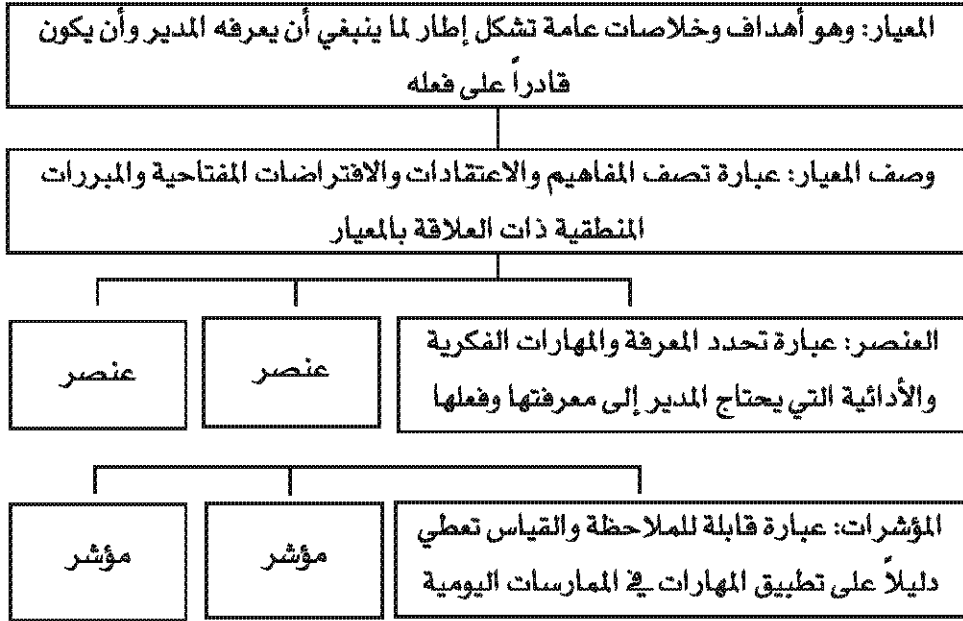 المعيار: وهو أهداف وخلاصات عامة تشكل إطار لما ينبغي أن يعرفه المدير وأن يكون
قادراً على فعله
وصف المعيار: عبارة تصف المفاهيم والاعتقادات والافتراضات المفتاحية والمبررات
المنطقية ذات العلاقة بالمعيار
العنصر: عبارة تحدد المعرفة والمهارات الفكرية
والأدائية التي يحتاج المدير إلى معرفتها وفعلها
عنصر
عنصر
المؤشرات: عبارة قابلة للملاحظة والقياس تعطي
دليلاً على تطبيق المهارات في الممارسات اليومية
مؤشر
مؤشر